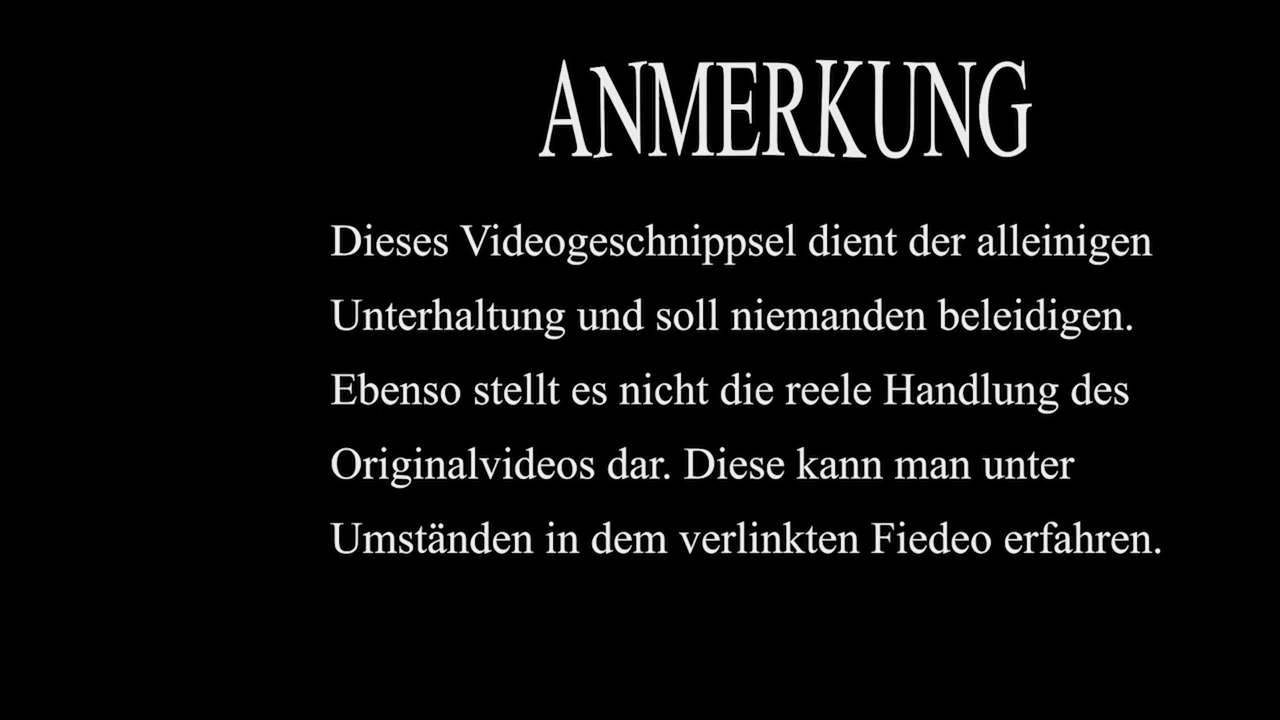 ANMERKUNG
Dieses Videogeschnippsel dient der alleinigen
Unterhaltung und soll niemanden beleidigen.
Ebenso stellt es nicht die reele Handlung des
Originalvideos dar. Diese kann man unter
Umständen in dem verlinkten Fiedeo erfahren.